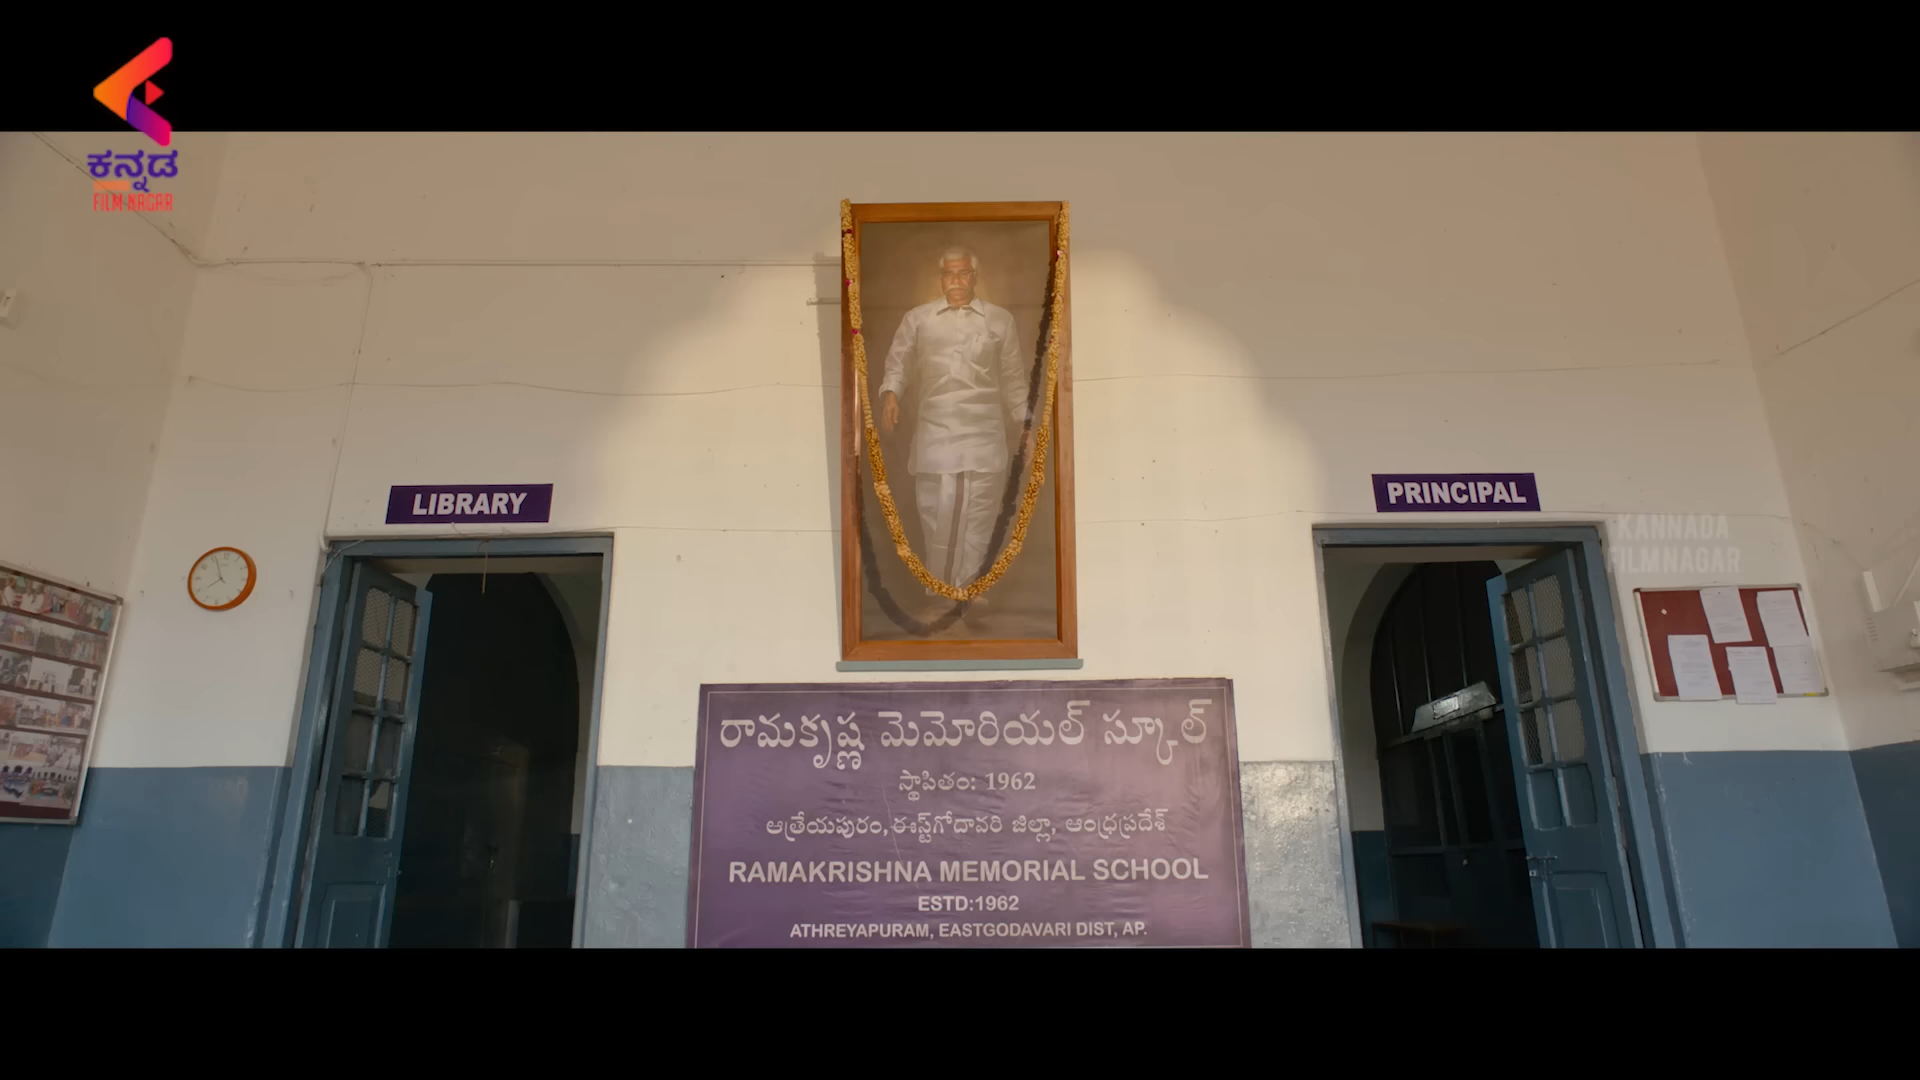 ಕನ್ನಡ
FILM NAGAR
LIBRARY
PRINCIPAL
KANNADA
FILMNAGAR
రామకృష్ణ మెమోరియల్ స్కూల్
స్థాపితం: 1962
ఆత్రేయపురం, ఈస్ట్‌గోదావరి జిల్లా, ఆంధ్రప్రదేశ్
RAMAKRISHNA MEMORIAL SCHOOL
ESTD:1962
ATHREYAPURAM, EASTGODAVARI DIST, AP.